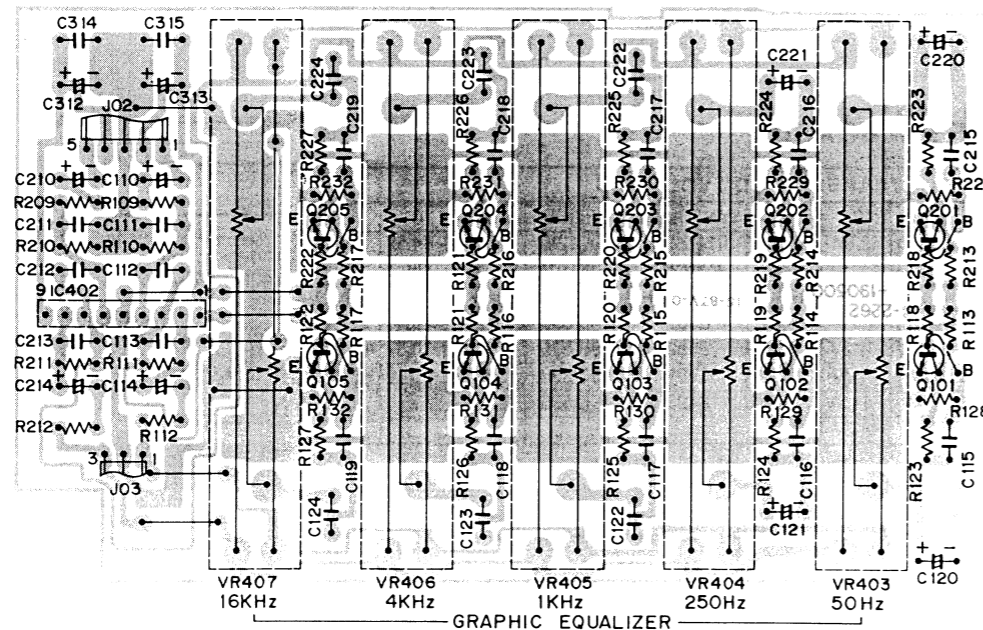 C314 C315
C312 C313
J02
5 1
C210 C110
R209 R109
C211 C111
R210 R110
C212 C112
9 IC402 1
C213 C113
R211 R111
C214 C114
R212 R112
3 1
J03
C224 C223 C222 C221 C220
R227 C219 R226 C218 R225 C217 R224 C216 R223 C215
R232 R231 R230 R229 R22
E Q205 B E Q204 B E Q203 B E Q202 B E Q201 B
R222 R217 R121 R216 R220 R215 R219 R214 R218 R213
R122 R117 R121 R116 R120 R115 R119 R114 R118 R113
E Q105 B E Q104 B E Q103 B E Q102 B E Q101 B
R132 R131 R130 R129 R128
R127 C119 R126 C118 R125 C117 R124 C116 R123 C115
C124 C123 C122 C121 C120
VR407 VR406 VR405 VR404 VR403
16KHz 4KHz 1KHz 250Hz 50Hz
GRAPHIC EQUALIZER